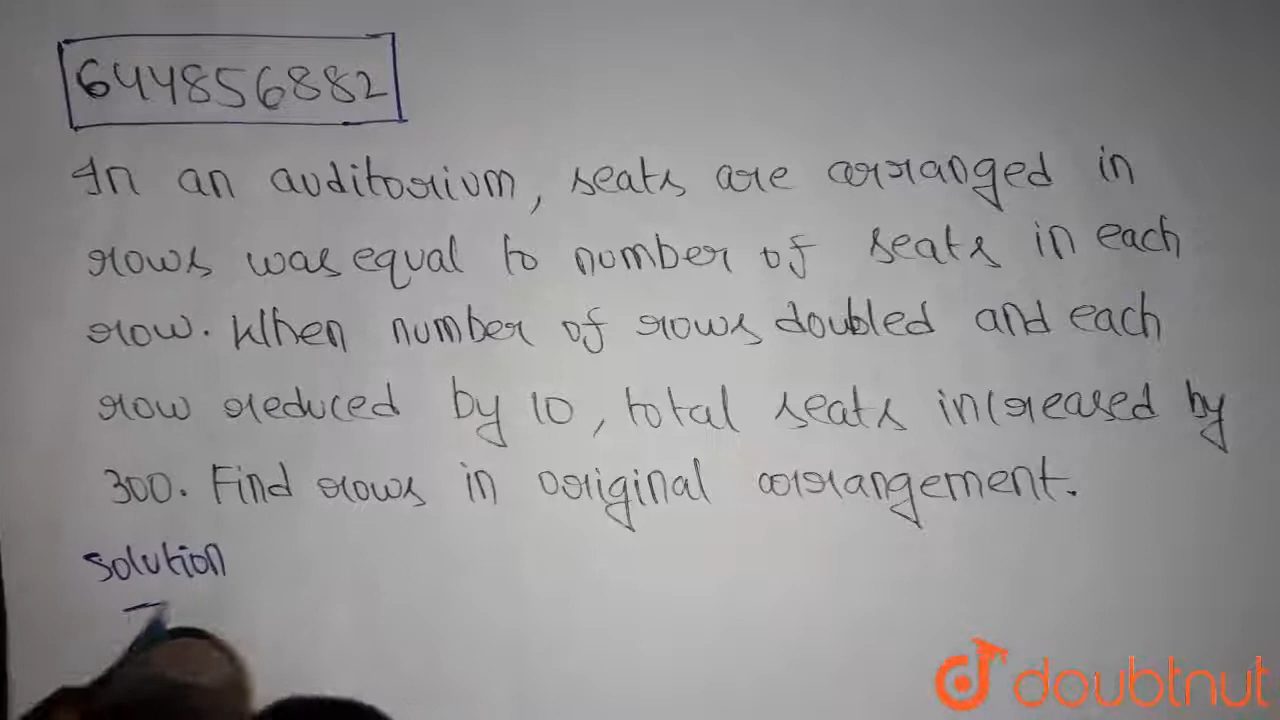 644856882
In an auditorium, seats are arranged in
rows was equal to number of seats in each
row. When number of rows doubled and each
row reduced by 10, total seats increased by
300. Find rows in original arrangement.
Solution
doubtnut